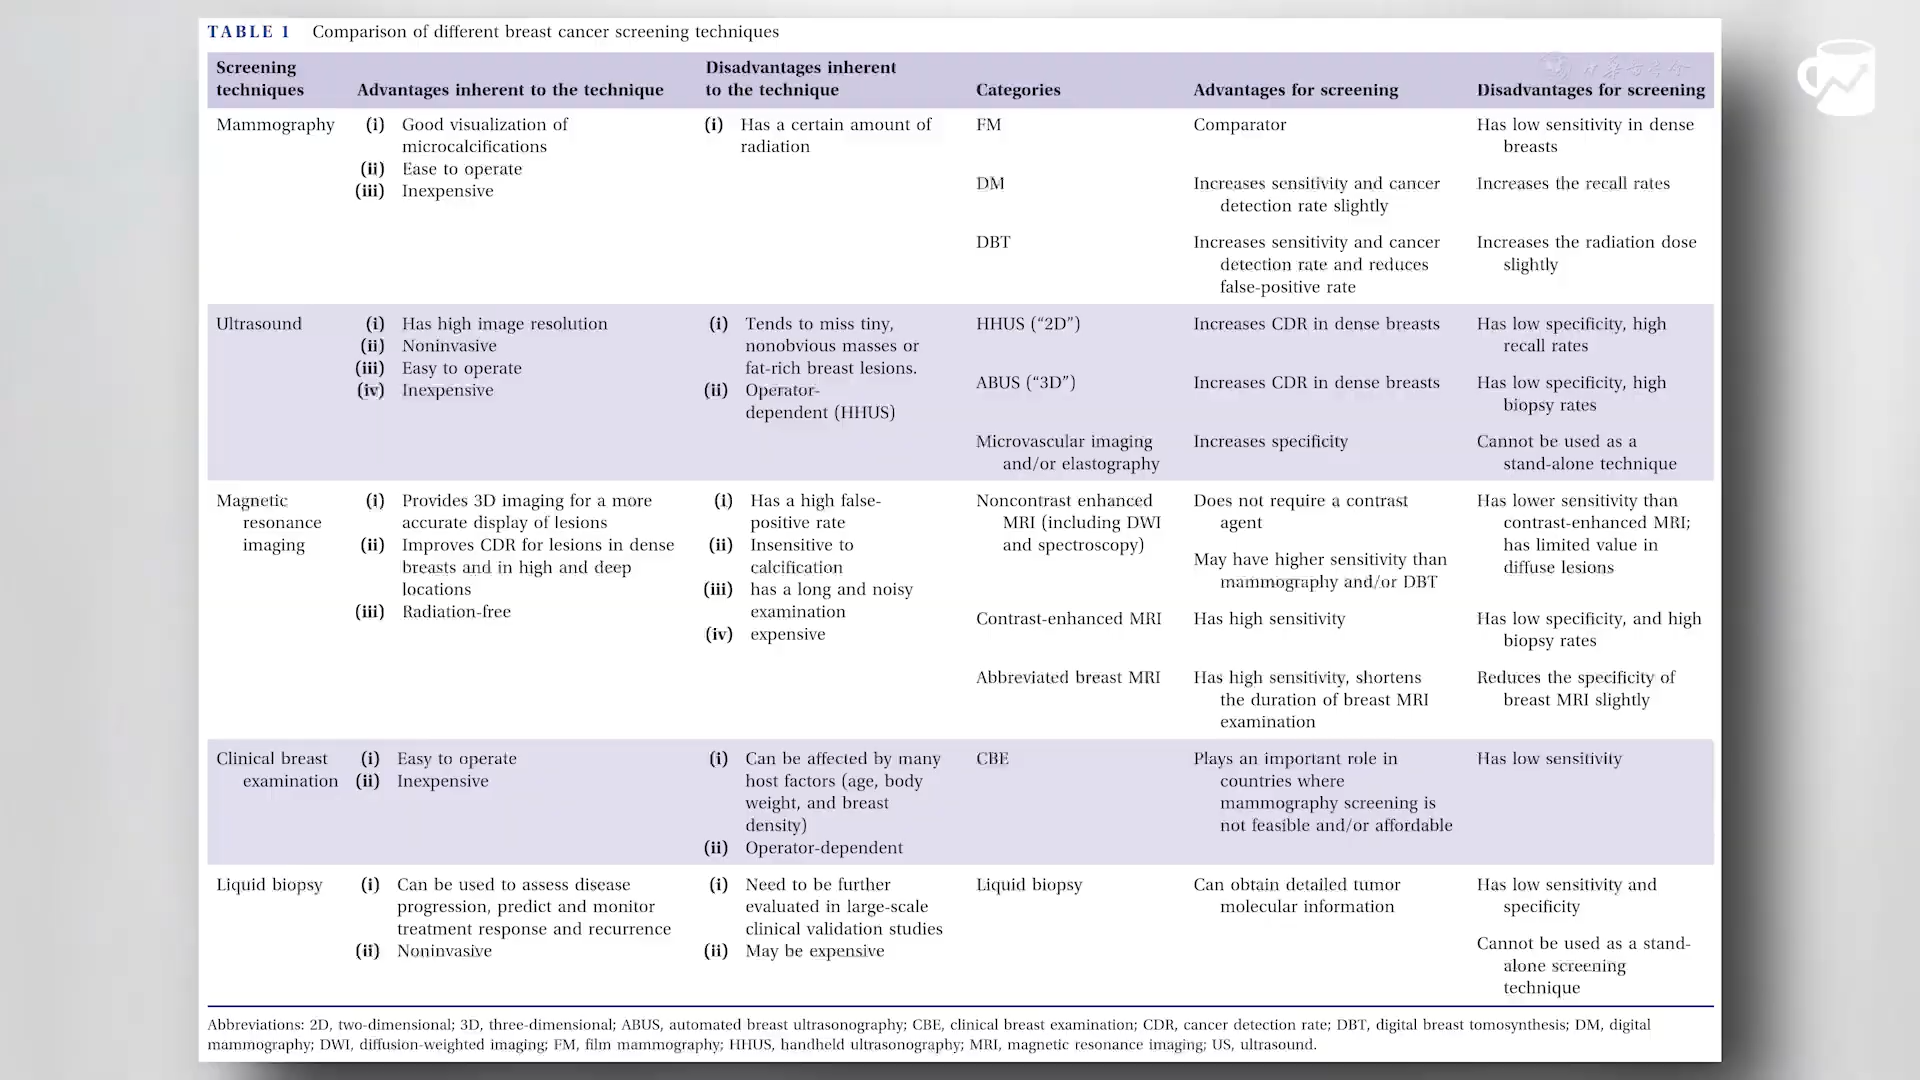 TABLE 1 Comparison of different breast cancer screening techniques
Screening techniques
Advantages inherent to the technique
Disadvantages inherent to the technique
Categories
Advantages for screening
Disadvantages for screening
Mammography
(i) Good visualization of
microcalcifications
(ii) Ease to operate
(iii) Inexpensive
(i) Has a certain amount of
radiation
FM
Comparator
Has low sensitivity in dense
breasts
DM
Increases sensitivity and cancer
detection rate slightly
Increases the recall rates
DBT
Increases sensitivity and cancer
detection rate and reduces
false-positive rate
Increases the radiation dose
slightly
Ultrasound
(i) Has high image resolution
(ii) Noninvasive
(iii) Easy to operate
(iv) Inexpensive
(i) Tends to miss tiny,
nonobvious masses or
fat-rich breast lesions.
(ii) Operator-
dependent (HHUS)
HHUS (“2D”)
Increases CDR in dense breasts
Has low specificity, high
recall rates
ABUS (“3D”)
Increases CDR in dense breasts
Has low specificity, high
biopsy rates
Microvascular imaging
and/or elastography
Increases specificity
Cannot be used as a
stand-alone technique
Magnetic
resonance
imaging
(i) Provides 3D imaging for a more
accurate display of lesions
(ii) Improves CDR for lesions in dense
breasts and in high and deep
locations
(iii) Radiation-free
(i) Has a high false-
positive rate
(ii) Insensitive to
calcification
(iii) has a long and noisy
examination
(iv) expensive
Noncontrast enhanced
MRI (including DWI
and spectroscopy)
Does not require a contrast
agent
May have higher sensitivity than
mammography and/or DBT
Has lower sensitivity than
contrast-enhanced MRI;
has limited value in
diffuse lesions
Contrast-enhanced MRI
Has high sensitivity
Has low specificity, and high
biopsy rates
Abbreviated breast MRI
Has high sensitivity, shortens
the duration of breast MRI
examination
Reduces the specificity of
breast MRI slightly
Clinical breast
examination
(i) Easy to operate
(ii) Inexpensive
(i) Can be affected by many
host factors (age, body
weight, and breast
density)
(ii) Operator-dependent
CBE
Plays an important role in
countries where
mammography screening is
not feasible and/or affordable
Has low sensitivity
Liquid biopsy
(i) Can be used to assess disease
progression, predict and monitor
treatment response and recurrence
(ii) Noninvasive
(i) Need to be further
evaluated in large-scale
clinical validation studies
(ii) May be expensive
Liquid biopsy
Can obtain detailed tumor
molecular information
Has low sensitivity and
specificity
Cannot be used as a stand-
alone screening
technique
Abbreviations: 2D, two-dimensional; 3D, three-dimensional; ABUS, automated breast ultrasonography; CBE, clinical breast examination; CDR, cancer detection rate; DBT, digital breast tomosynthesis; DM, digital
mammography; DWI, diffusion-weighted imaging; FM, film mammography; HHUS, handheld ultrasonography; MRI, magnetic resonance imaging; US, ultrasound.